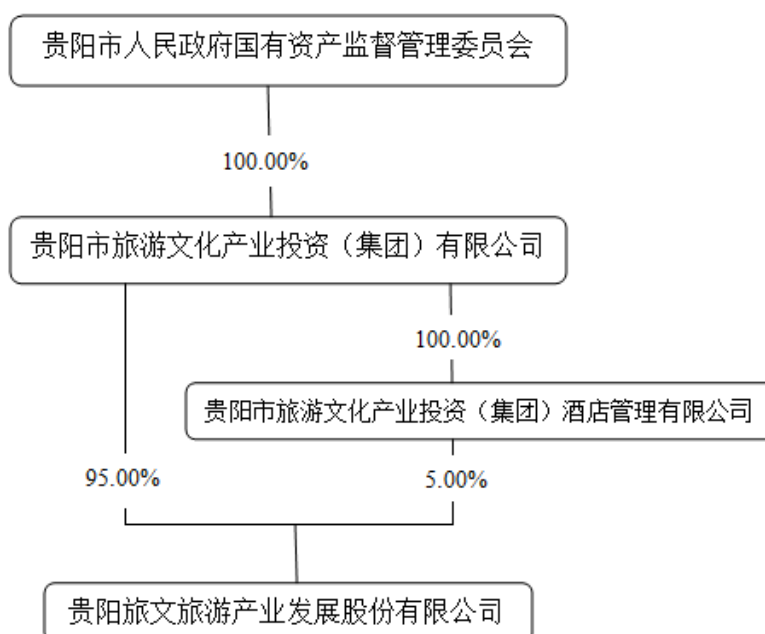 贵阳市人民政府国有资产监督管理委员会
100.00%
贵阳市旅游文化产业投资（集团）有限公司
100.00%
贵阳市旅游文化产业投资（集团）酒店管理有限公司
95.00%
5.00%
贵阳旅文旅游产业发展股份有限公司